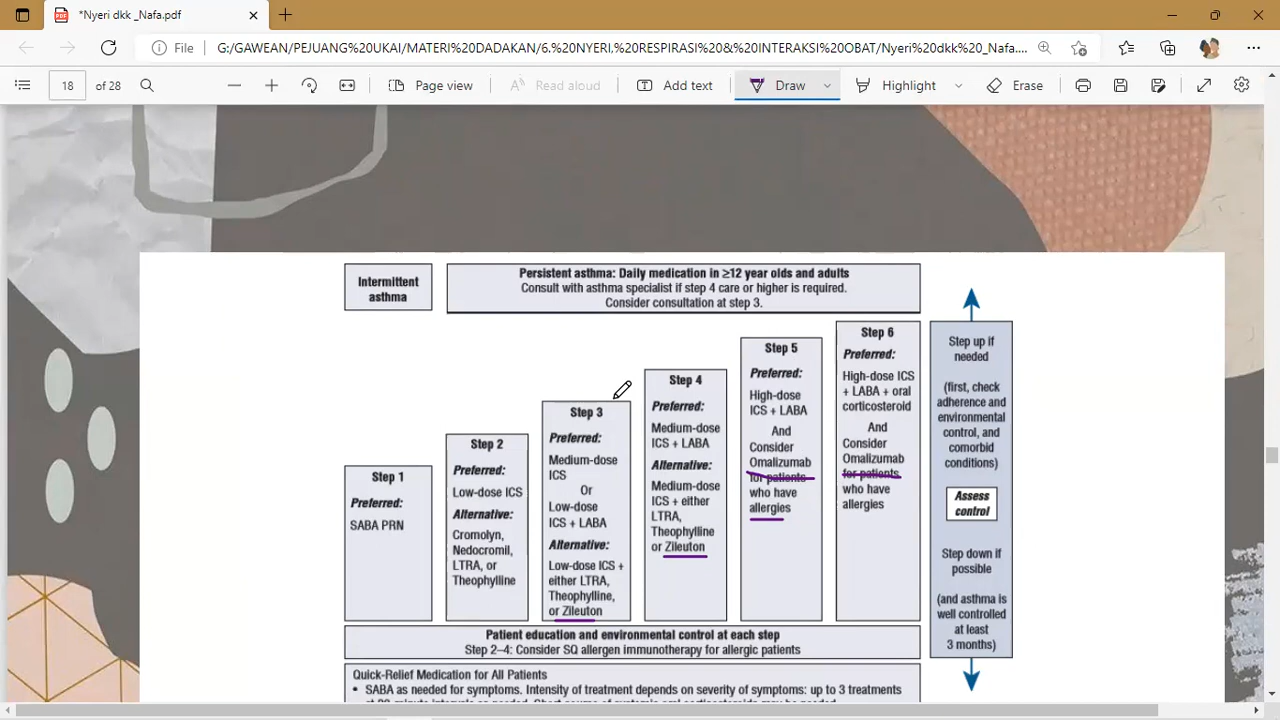 *Nyeri dkk _Nafa.pdf
File
G:/GAWEAN/PEJUANG%20UKAI/MATERI%20DADAKAN/6.%20NYERI,%20RESPIRASI%20&%20INTERAKSI%20OBAT/Nyeri%20dkk%20_Nafa....
18
of 28
Page view
Read aloud
Add text
Draw
Highlight
Erase
Intermittent
asthma
Persistent asthma: Daily medication in ≥12 year olds and adults
Consult with asthma specialist if step 4 care or higher is required.
Consider consultation at step 3.
Step 1
Preferred:
SABA PRN
Step 2
Preferred:
Low-dose ICS
Alternative:
Cromolyn,
Nedocromil,
LTRA, or
Theophylline
Step 3
Preferred:
Medium-dose
ICS
Or
Low-dose
ICS + LABA
Alternative:
Low-dose ICS +
either LTRA,
Theophylline,
or Zileuton
Step 4
Preferred:
Medium-dose
ICS + LABA
Alternative:
Medium-dose
ICS + either
LTRA,
Theophylline
or Zileuton
Step 5
Preferred:
High-dose
ICS + LABA
And
Consider
Omalizumab
for patients
who have
allergies
Step 6
Preferred:
High-dose ICS
+ LABA + oral
corticosteroid
And
Consider
Omalizumab
for patients
who have
allergies
Step up if
needed
(first, check
adherence and
environmental
control, and
comorbid
conditions)
Assess
control
Step down if
possible
(and asthma is
well controlled
at least
3 months)
Patient education and environmental control at each step
Step 2–4: Consider SQ allergen immunotherapy for allergic patients
Quick-Relief Medication for All Patients
• SABA as needed for symptoms. Intensity of treatment depends on severity of symptoms: up to 3 treatments